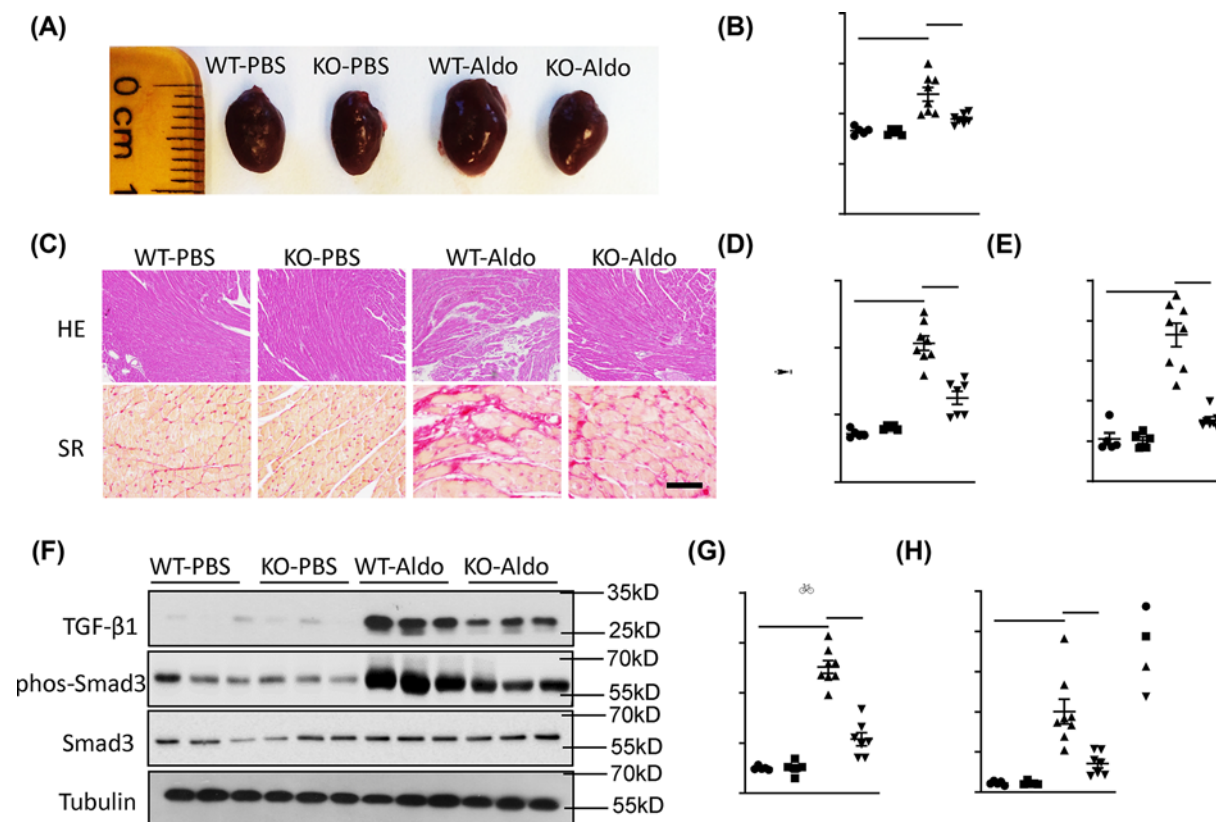 (A)
WT-PBS KO-PBS WT-Aldo KO-Aldo
0 cm 1
(B)
(C)
WT-PBS KO-PBS WT-Aldo KO-Aldo
HE
SR
(D)
(E)
(F)
WT-PBS KO-PBS WT-Aldo KO-Aldo
TGF-β1
35kD
25kD
phos-Smad3
70kD
55kD
Smad3
70kD
55kD
Tubulin
70kD
55kD
(G)
(H)